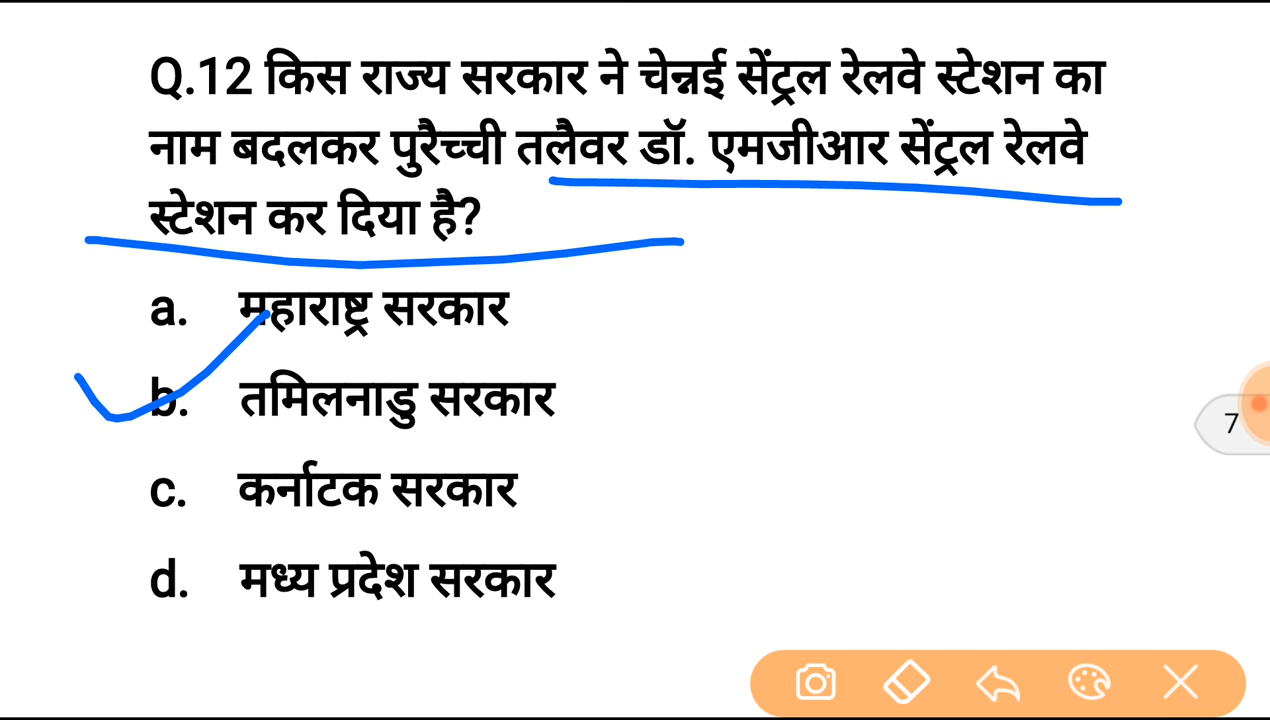 Q.12 किस राज्य सरकार ने चेन्नई सेंट्रल रेलवे स्टेशन का
नाम बदलकर पुरैच्ची तलैवर डॉ. एमजीआर सेंट्रल रेलवे
स्टेशन कर दिया है?
a. महाराष्ट्र सरकार
b. तमिलनाडु सरकार
7
c. कर्नाटक सरकार
d. मध्य प्रदेश सरकार